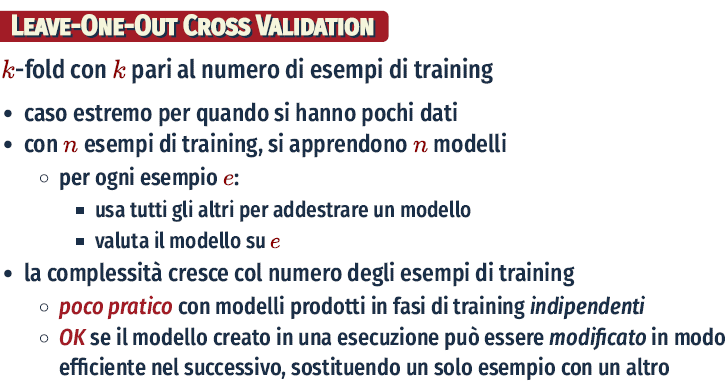 Leave-One-Out Cross Validation
k-fold con k pari al numero di esempi di training
• caso estremo per quando si hanno pochi dati
• con n esempi di training, si apprendono n modelli
◦ per ogni esempio e:
▪ usa tutti gli altri per addestrare un modello
▪ valuta il modello su e
• la complessità cresce col numero degli esempi di training
◦ poco pratico con modelli prodotti in fasi di training indipendenti
◦ OK se il modello creato in una esecuzione può essere modificato in modo
efficiente nel successivo, sostituendo un solo esempio con un altro